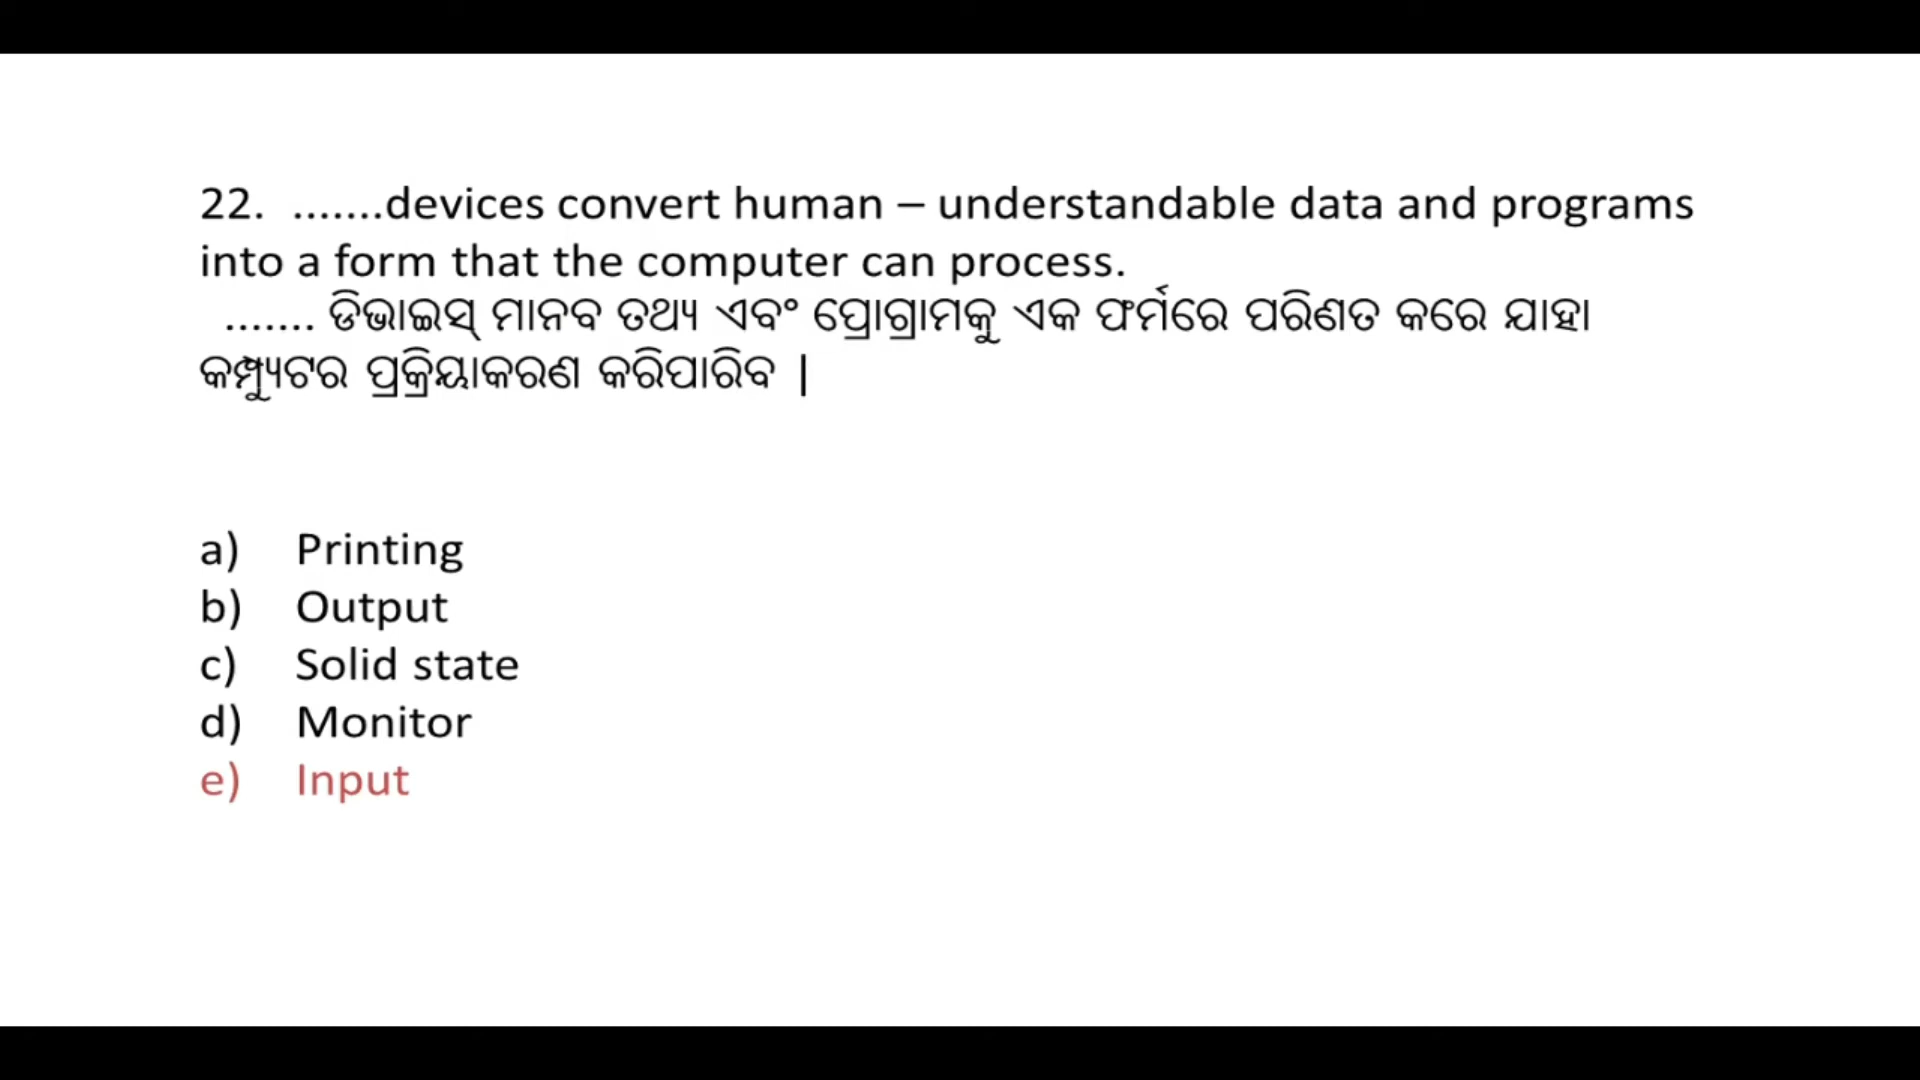 22.  .......devices convert human – understandable data and programs
into a form that the computer can process.
....... ଡିଭାଇସ୍ ମାନବ ତଥ୍ୟ ଏବଂ ପ୍ରୋଗ୍ରାମକୁ ଏକ ଫର୍ମରେ ପରିଣତ କରେ ଯାହା
କମ୍ପ୍ୟୁଟର ପ୍ରକ୍ରିୟାକରଣ କରିପାରିବ |
a) Printing
b) Output
c) Solid state
d) Monitor
e) Input